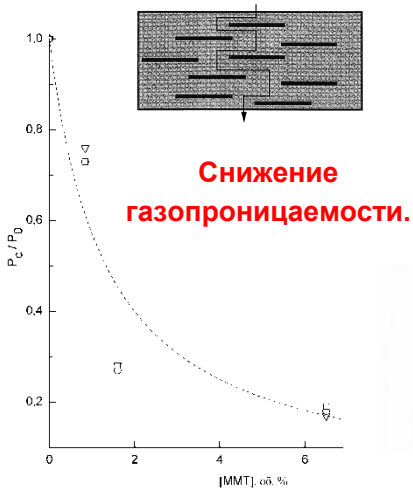 Снижение
газопроницаемости.
1,0
0,8
0,6
0,4
0,2
P_c / P_0
0
2
4
6
[MMT], об. %